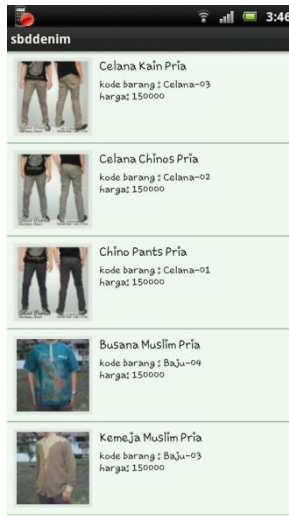 3:46
sbddenim
Celana Kain Pria
kode barang : Celana-03
harga: 150000
Celana Chinos Pria
kode barang : Celana-02
harga: 150000
Chino Pants Pria
kode barang : Celana-01
harga: 150000
Busana Muslim Pria
kode barang : Baju-04
harga: 150000
Kemeja Muslim Pria
kode barang : Baju-03
harga: 150000